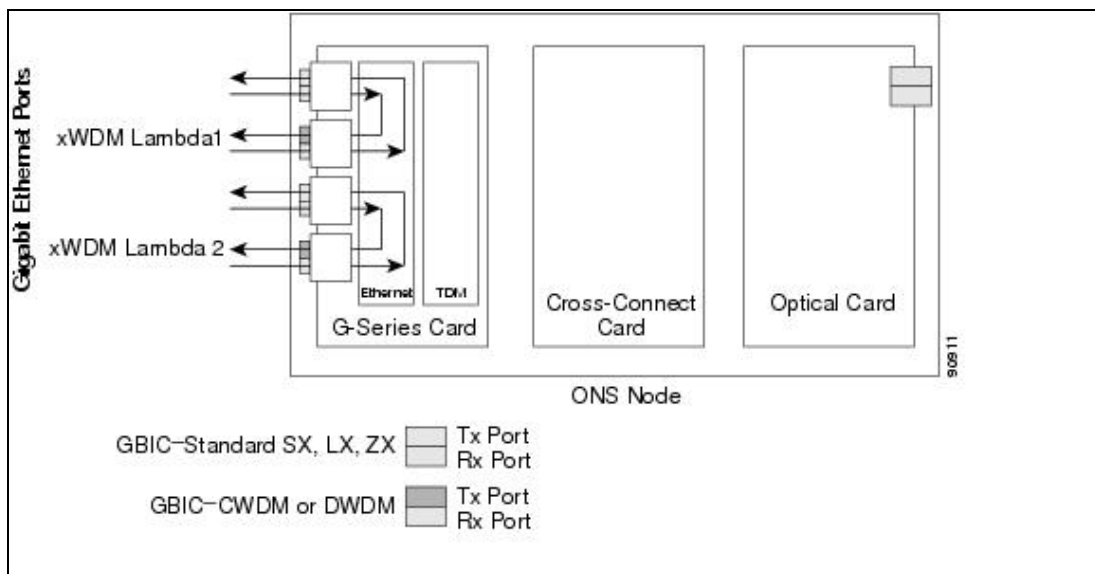 Gigabit Ethernet Ports
xWDM Lambda1
xWDM Lambda 2
Ethernet
TDM
G-Series Card
Cross-Connect
Card
Optical Card
90911
ONS Node
GBIC–Standard SX, LX, ZX
Tx Port
Rx Port
GBIC–CWDM or DWDM
Tx Port
Rx Port